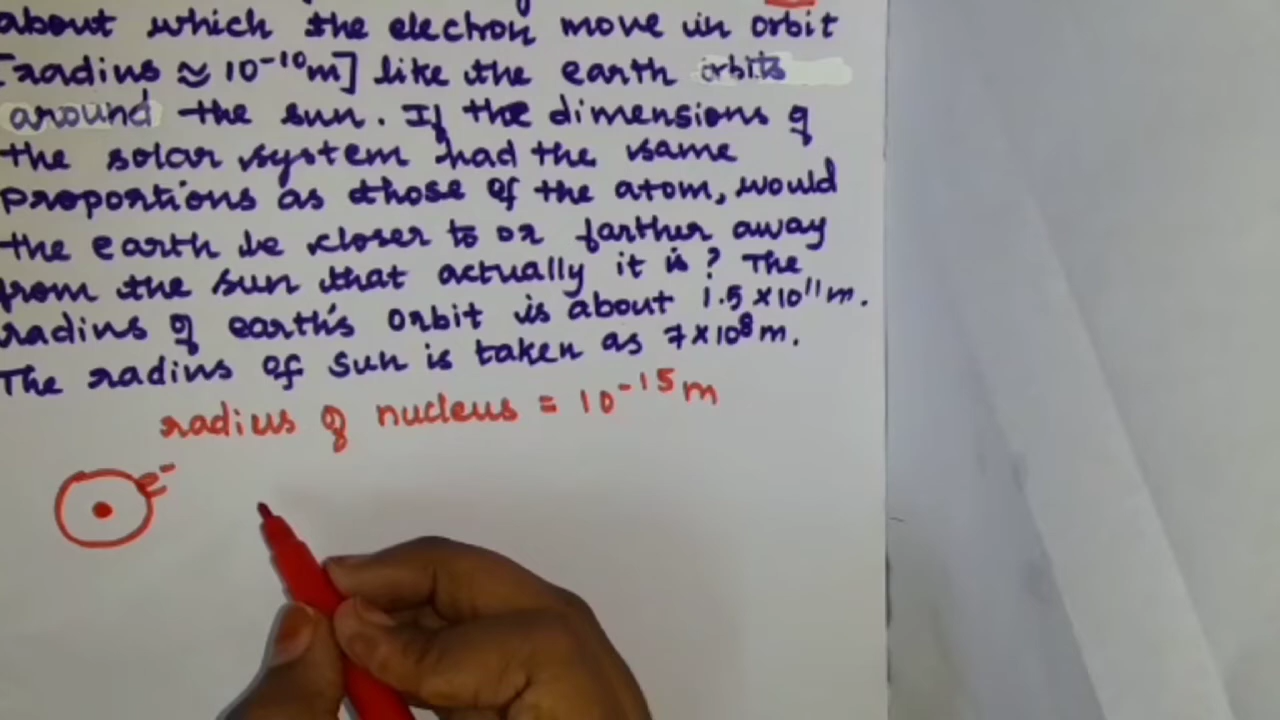 about which the electron move in orbit
[radius ≈ 10⁻¹⁰m] like the earth orbits
around the sun. If the dimensions of
the solar system had the same
proportions as those of the atom, would
the earth be closer to or farther away
from the sun that actually it is? The
radius of earth's orbit is about 1.5 × 10¹¹m.
The radius of sun is taken as 7×10⁸m.
radius of nucleus = 10⁻¹⁵m
e⁻